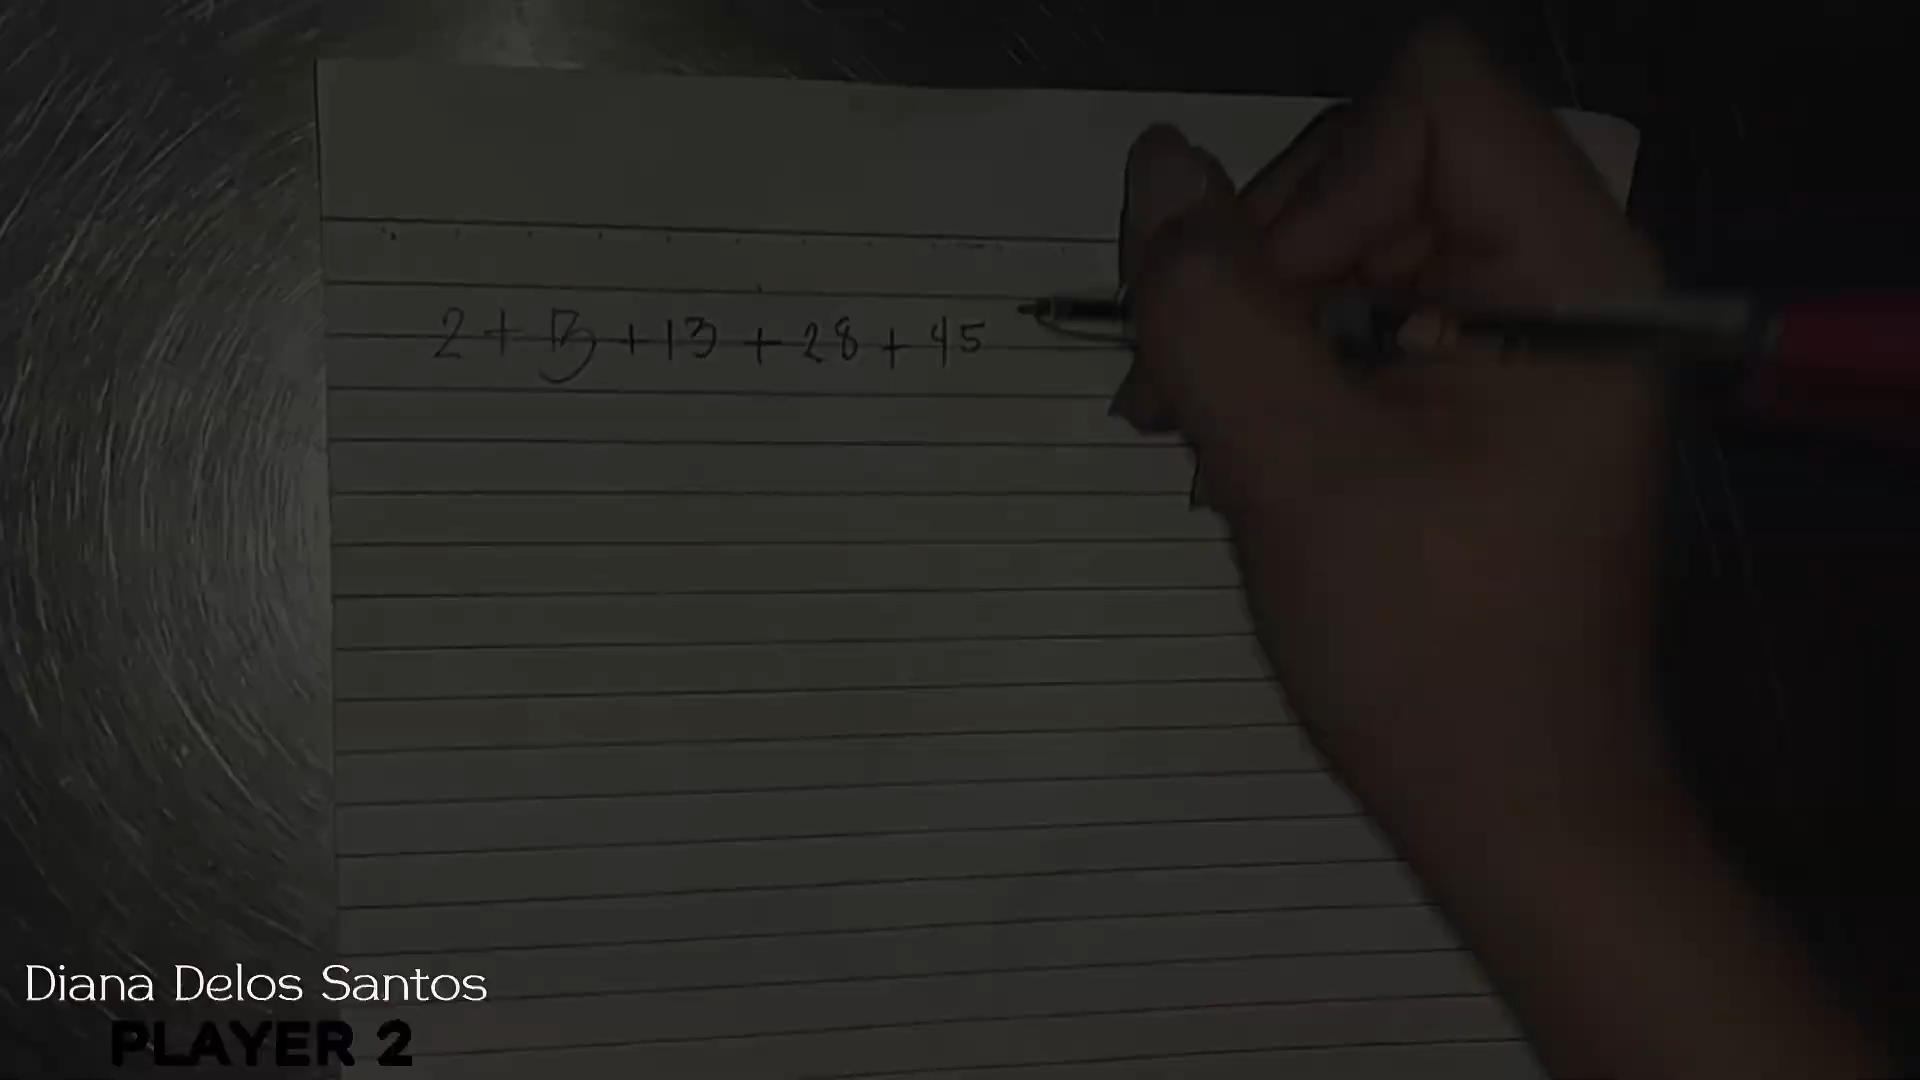 2 + 13 + 13 + 28 + 45
Diana Delos Santos
PLAYER 2